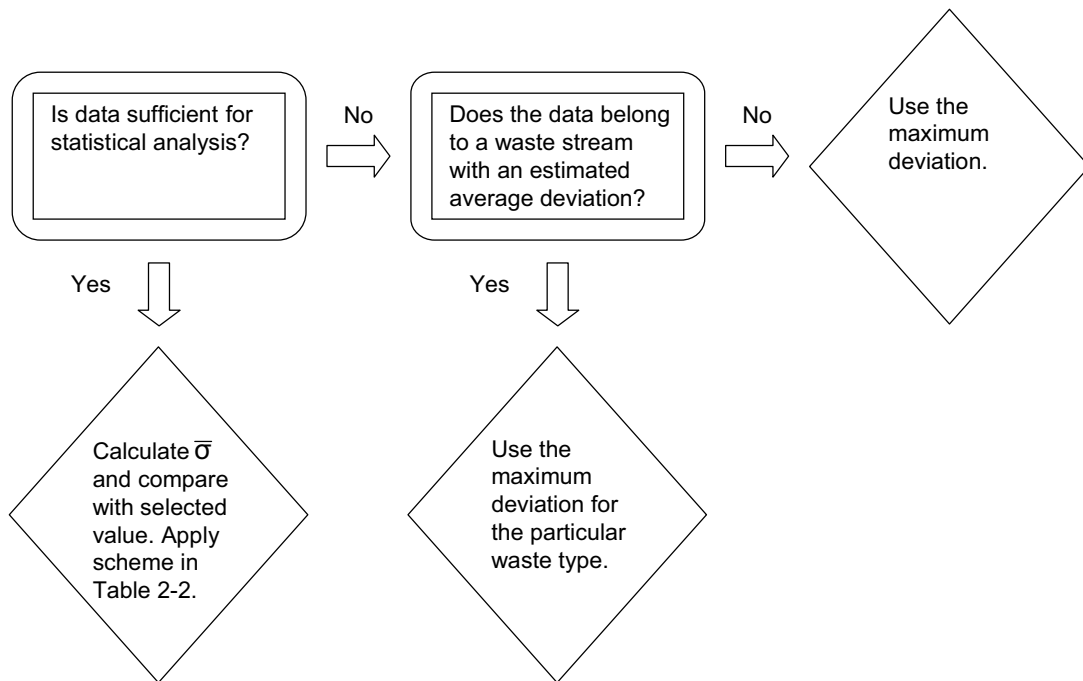 Is data sufficient for
statistical analysis?
No
Does the data belong
to a waste stream
with an estimated
average deviation?
No
Use the
maximum
deviation.
Yes
Yes
Calculate σ̅
and compare
with selected
value. Apply
scheme in
Table 2-2.
Use the
maximum
deviation for
the particular
waste type.